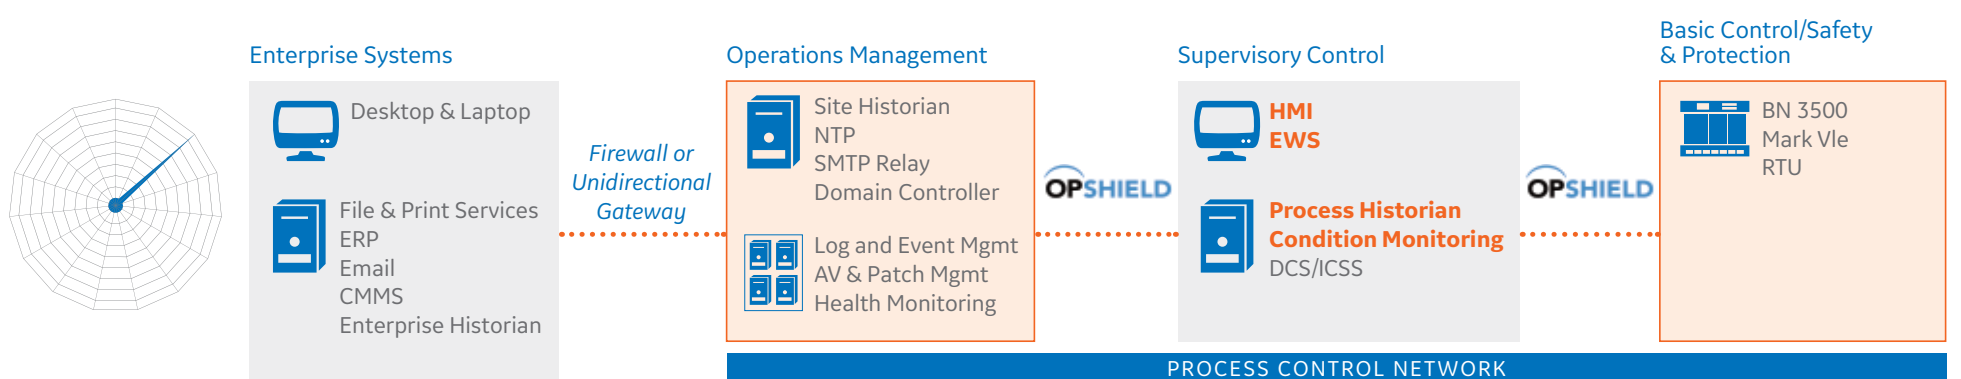 Enterprise Systems
Desktop & Laptop
File & Print Services
ERP
Email
CMMS
Enterprise Historian
Firewall or
Unidirectional
Gateway
Operations Management
Site Historian
NTP
SMTP Relay
Domain Controller
Log and Event Mgmt
AV & Patch Mgmt
Health Monitoring
OPSHIELD
Supervisory Control
HMI
EWS
Process Historian
Condition Monitoring
DCS/ICSS
OPSHIELD
Basic Control/Safety
& Protection
BN 3500
Mark Vle
RTU
PROCESS CONTROL NETWORK